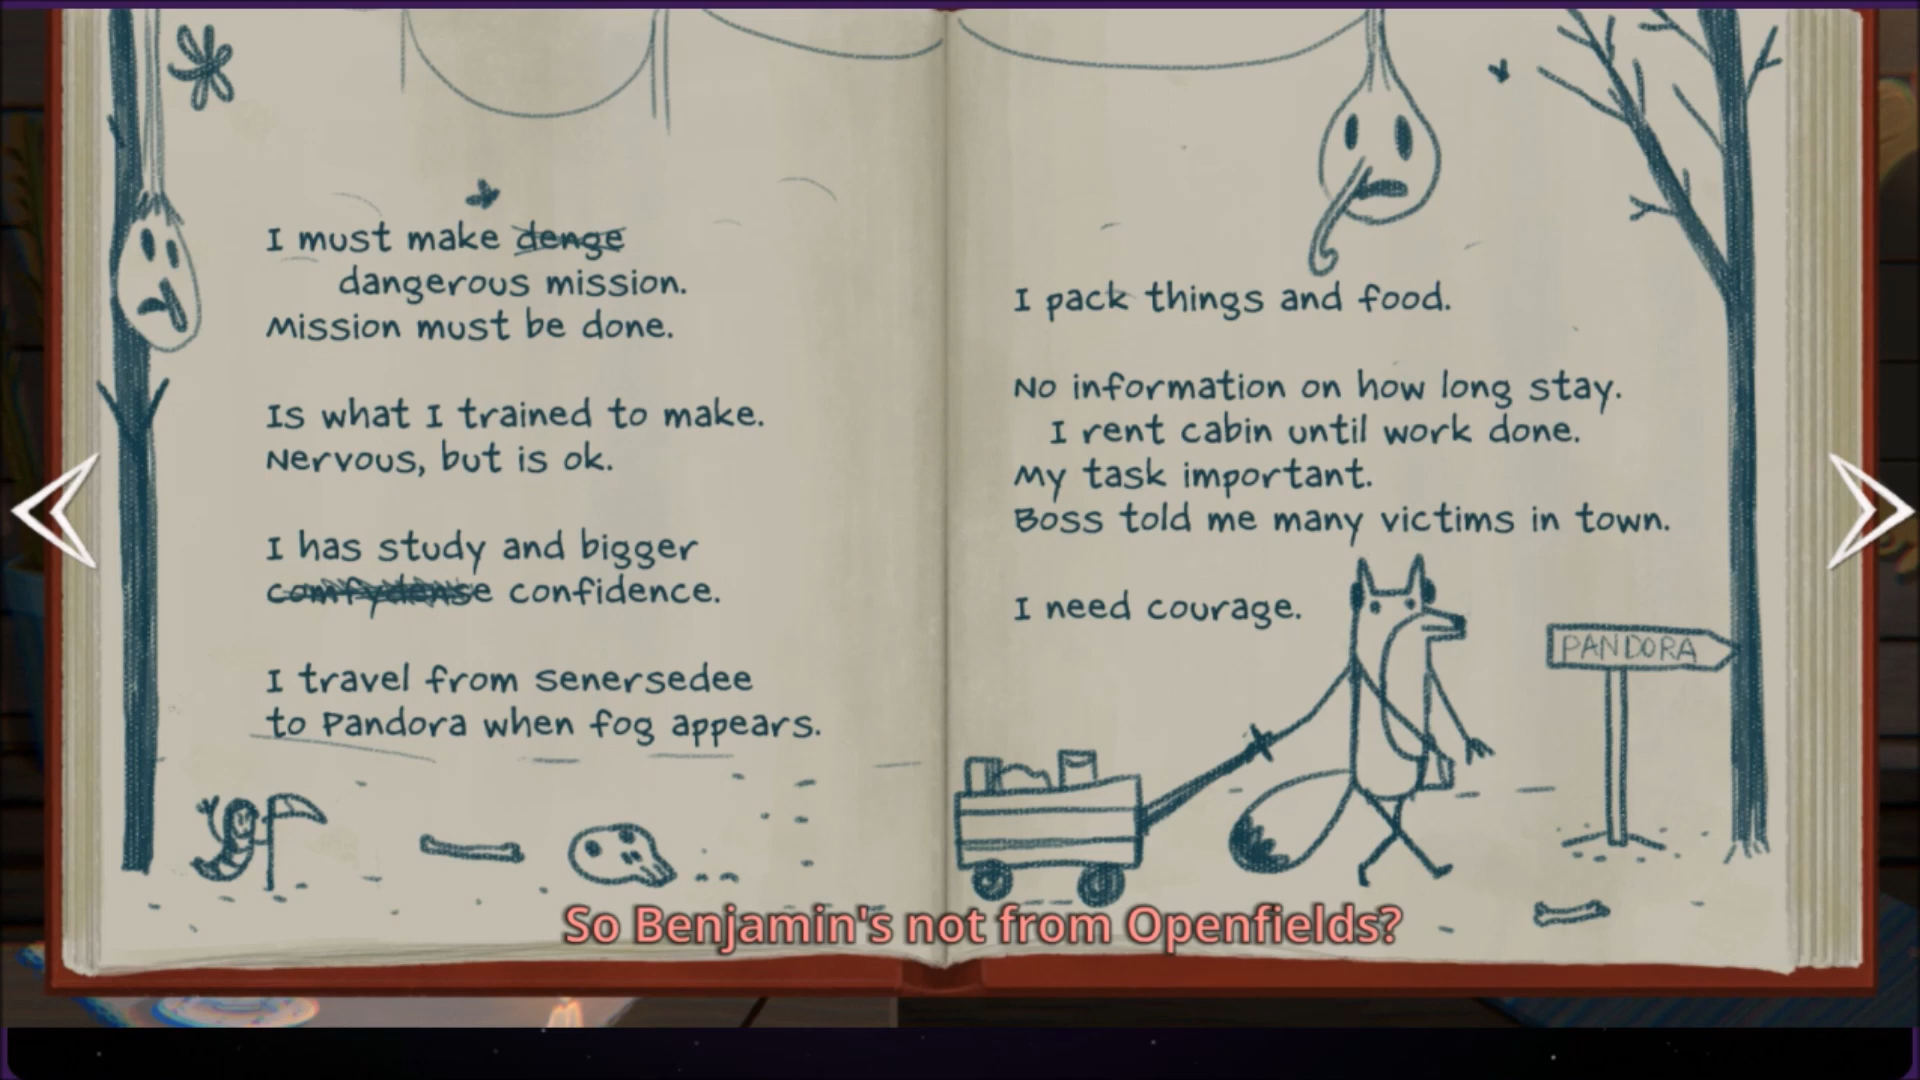 I must make denge
dangerous mission.
Mission must be done.
Is what I trained to make.
Nervous, but is ok.
I has study and bigger
comfydense confidence.
I travel from senersedee
to Pandora when fog appears.
I pack things and food.
No information on how long stay.
I rent cabin until work done.
My task important.
Boss told me many victims in town.
I need courage.
PANDORA
So Benjamin's not from Openfields?